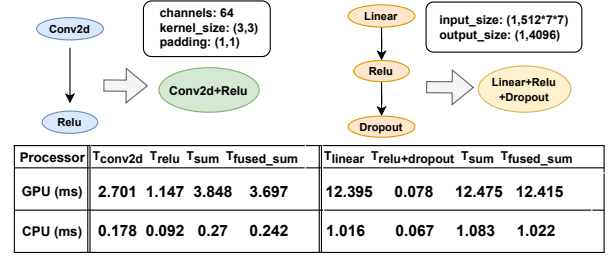 Conv2d
Relu
channels: 64
kernel_size: (3,3)
padding: (1,1)
Conv2d+Relu
Linear
Relu
Dropout
input_size: (1,512*7*7)
output_size: (1,4096)
Linear+Relu
+Dropout
Processor Tconv2d Trelu Tsum Tfused_sum Tlinear Trelu+dropout Tsum Tfused_sum
GPU (ms) 2.701 1.147 3.848 3.697 12.395 0.078 12.475 12.415
CPU (ms) 0.178 0.092 0.27 0.242 1.016 0.067 1.083 1.022